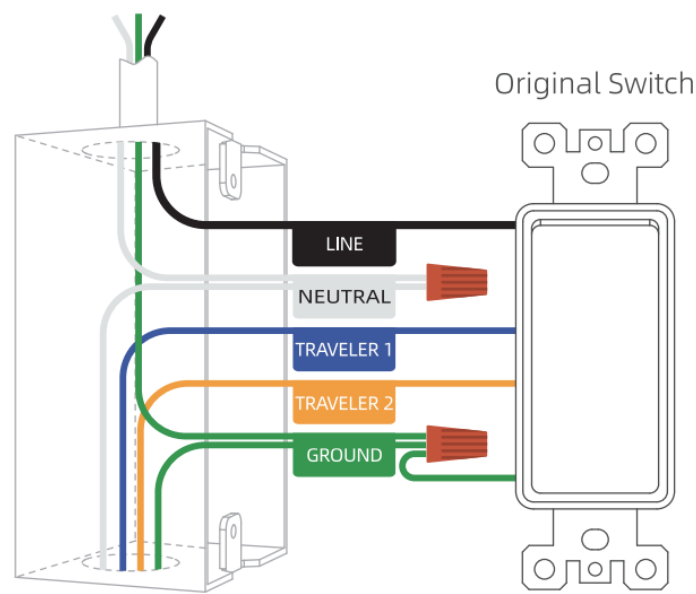 Original Switch
LINE
NEUTRAL
TRAVELER 1
TRAVELER 2
GROUND